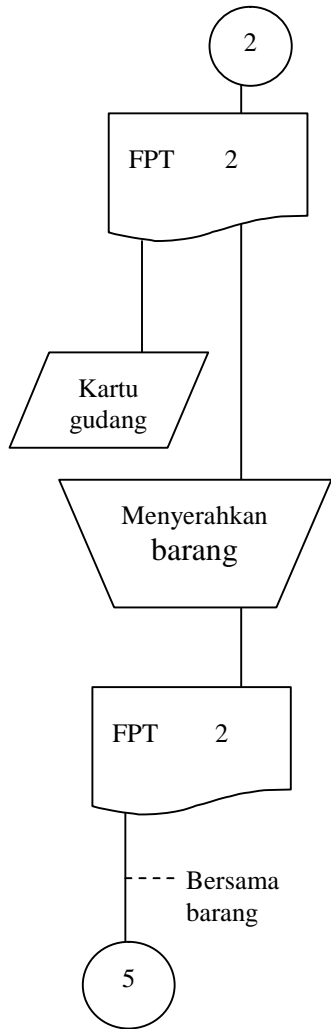 2
FPT 2
Kartu
gudang
Menyerahkan
barang
FPT 2
Bersama
barang
5